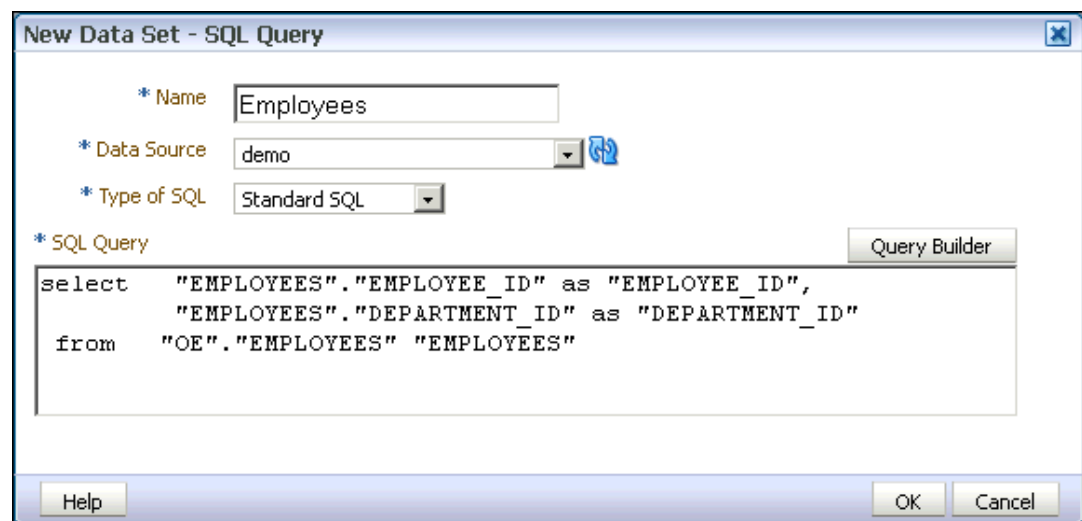 New Data Set - SQL Query
* Name Employees
* Data Source demo
* Type of SQL Standard SQL
* SQL Query Query Builder
select "EMPLOYEES"."EMPLOYEE_ID" as "EMPLOYEE_ID",
"EMPLOYEES"."DEPARTMENT_ID" as "DEPARTMENT_ID"
from "OE"."EMPLOYEES" "EMPLOYEES"
Help OK Cancel